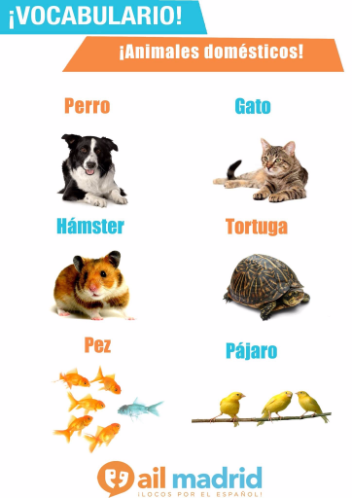 ¡VOCABULARIO!
¡Animales domésticos!
Perro
Gato
Hámster
Tortuga
Pez
Pájaro
ail madrid
¡LOCOS POR EL ESPAÑOL!